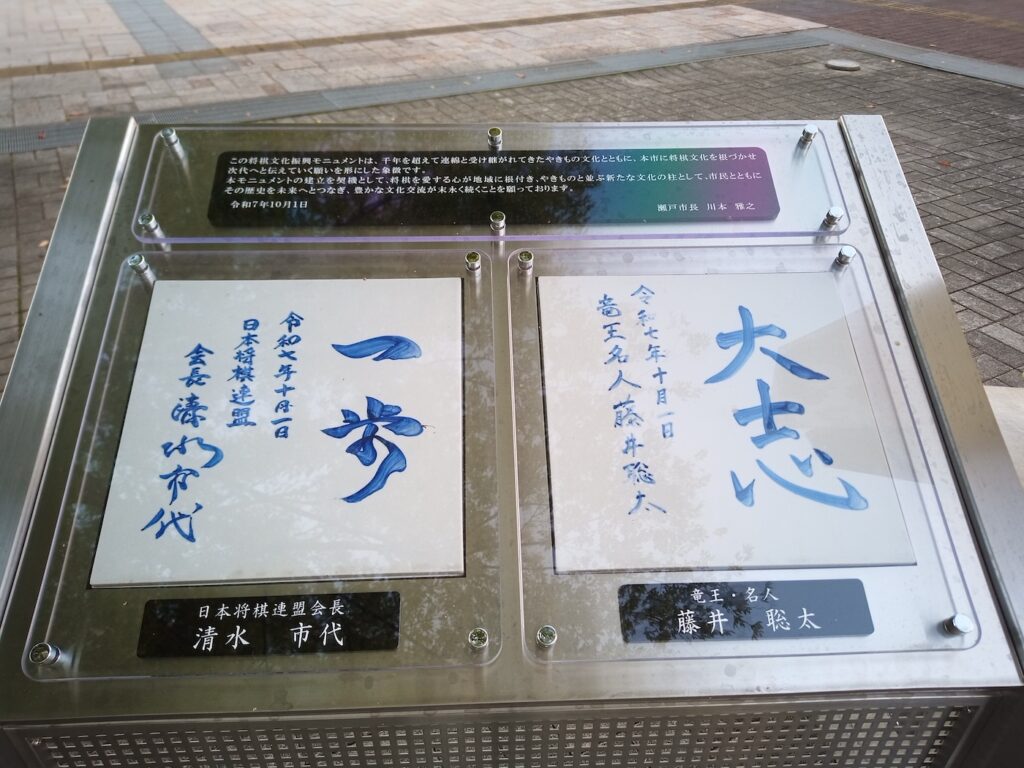 この将棋文化振興モニュメントは、千年を超えて連綿と受け継がれてきたやきもの文化とともに、本市に将棋文化を根づかせ
次代へと伝えていく願いを形にした象徴です。
本モニュメントの建立を契機として、将棋を愛する心が地域に根付き、やきものと並ぶ新たな文化の柱として、市民とともに
その歴史を未来へとつなぎ、豊かな文化交流が末永く続くことを願っております。
令和7年10月1日
瀬戸市長 川本 雅之
一歩
令和七年十月一日
日本将棋連盟
会長 清水市代
大志
令和七年十月一日
竜王名人 藤井聡太
日本将棋連盟会長
清水 市代
竜王・名人
藤井 聡太